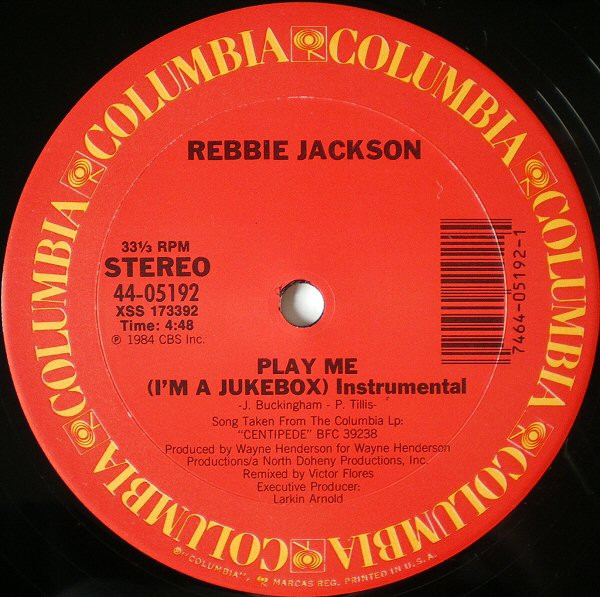 COLUMBIA COLUMBIA COLUMBIA COLUMBIA COLUMBIA COLUMBIA COLUMBIA COLUMBIA
REBBIE JACKSON
33⅓ RPM
STEREO
44-05192
XSS 173392
Time: 4:48
℗ 1984 CBS Inc.
7464-05192-1
PLAY ME
(I'M A JUKEBOX) Instrumental
-J. Buckingham - P. Tillis-
Song Taken From The Columbia Lp:
"CENTIPEDE" BFC 39238
Produced by Wayne Henderson for Wayne Henderson
Productions/a North Doheny Productions, Inc.
Remixed by Victor Flores
Executive Producer:
Larkin Arnold
®"COLUMBIA", MARCAS REG. PRINTED IN U.S.A.